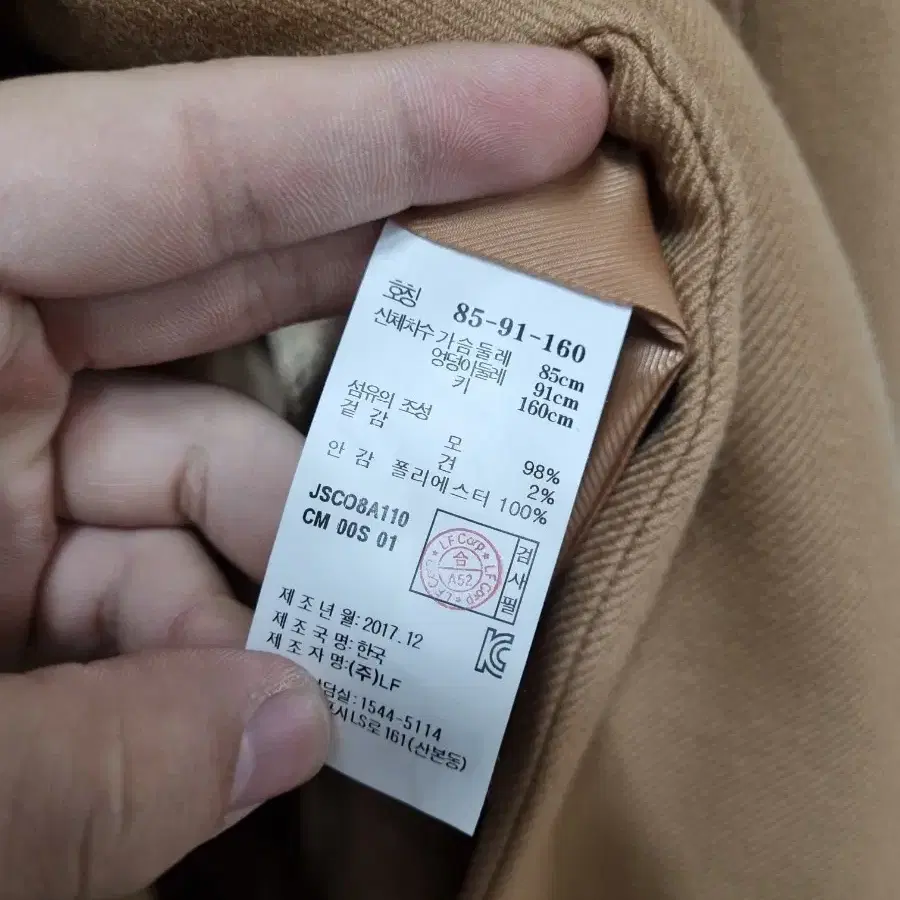 호칭 85-91-160
신체차수 가슴둘레 85cm
엉덩이둘레 91cm
키 160cm
섬유의 조성
겉감 모 98%
견 2%
안감 폴리에스터 100%
JSCO8A110
CM 00S 01
LF Corp LF Corp
合
A52
검사필
제조년월:2017.12
제조국명:한국
제조자명:(주)LF
1544-5114
LS로 161(산본동)